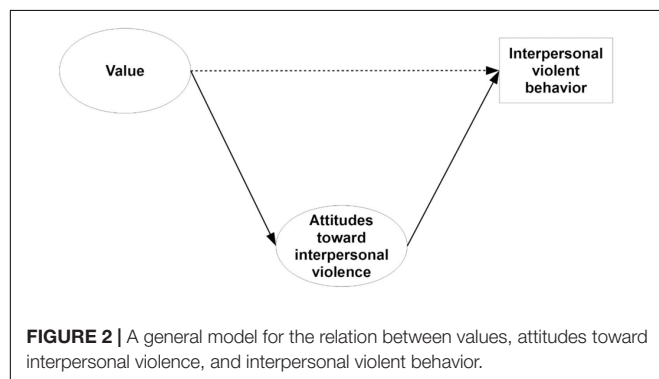 Value
Interpersonal
violent
behavior
Attitudes
toward
interpersonal
violence
FIGURE 2 | A general model for the relation between values, attitudes toward
interpersonal violence, and interpersonal violent behavior.